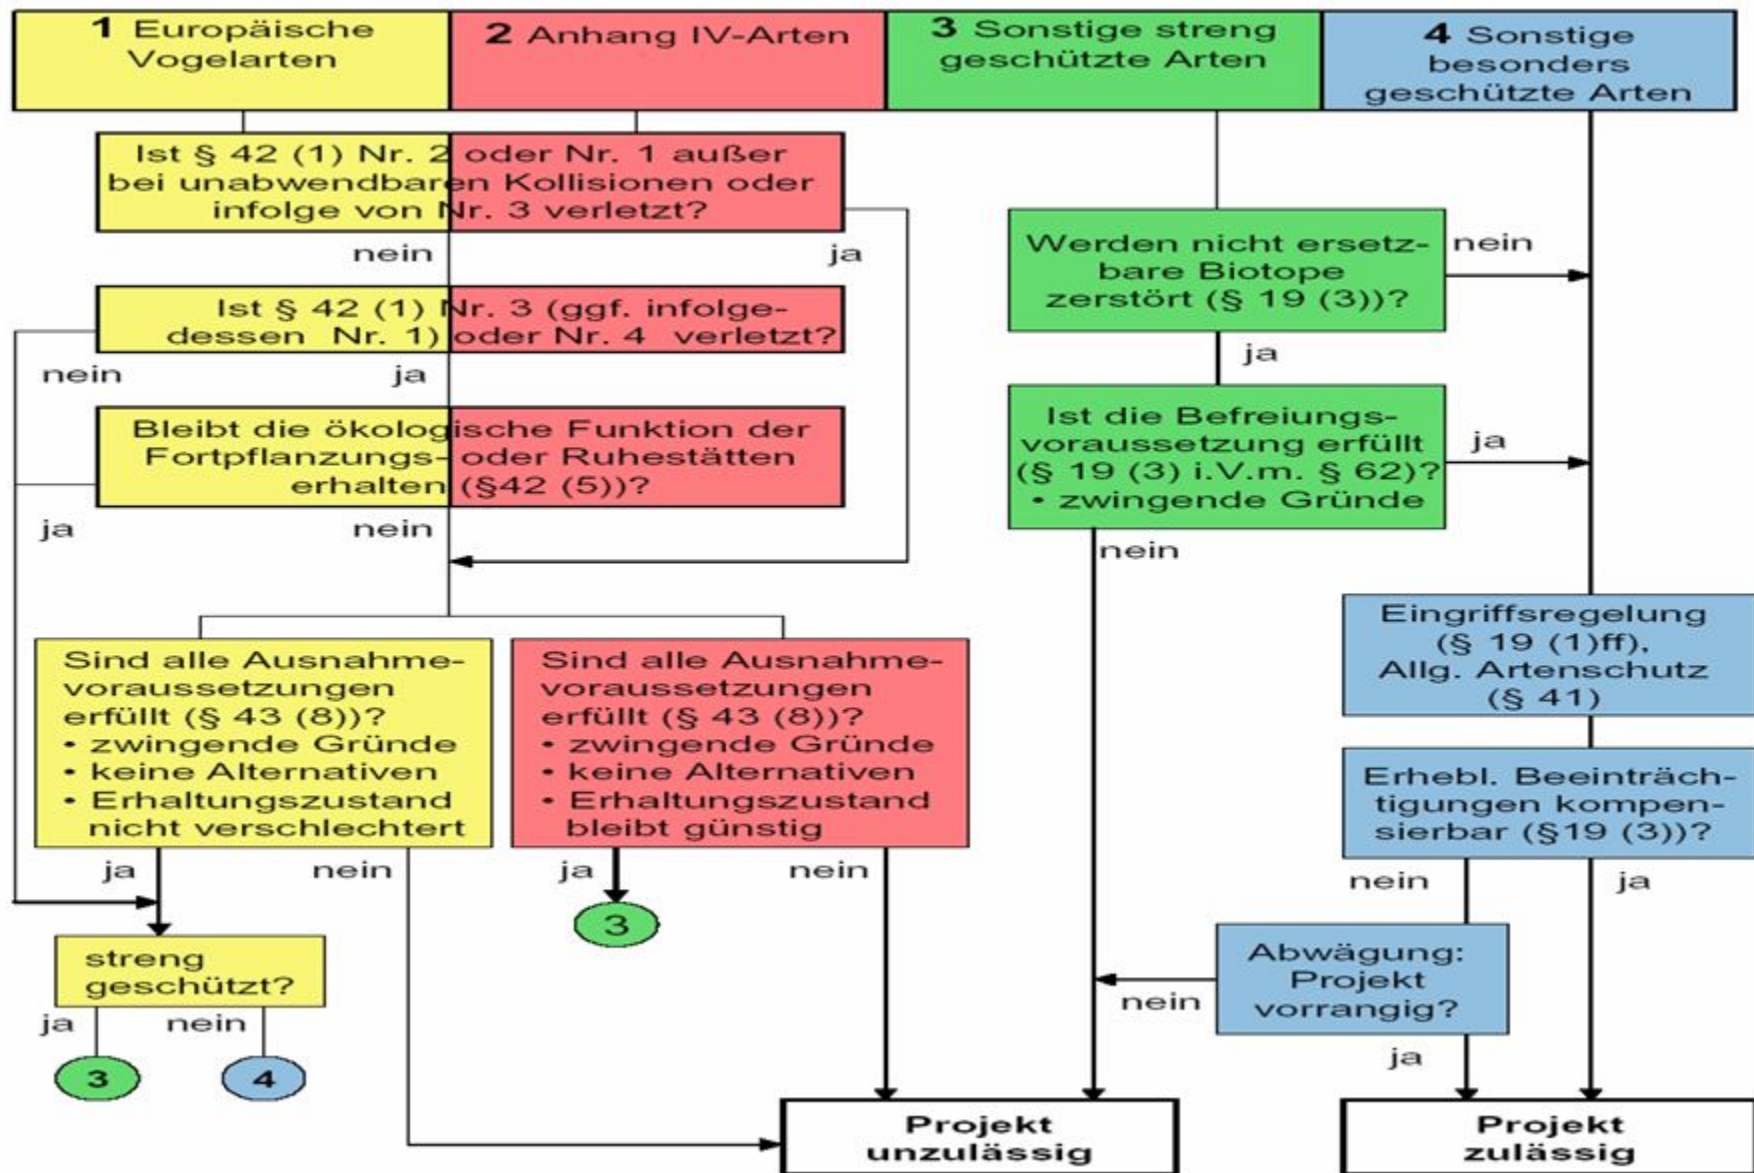 1 Europäische
Vogelarten
2 Anhang IV-Arten
3 Sonstige streng
geschützte Arten
4 Sonstige
besonders
geschützte Arten
Ist § 42 (1) Nr. 2 oder Nr. 1 außer
bei unabwendbaren Kollisionen oder
infolge von Nr. 3 verletzt?
nein
ja
Ist § 42 (1) Nr. 3 (ggf. infolge-
dessen Nr. 1) oder Nr. 4 verletzt?
nein
ja
Bleibt die ökologische Funktion der
Fortpflanzungs- oder Ruhestätten
erhalten (§42 (5))?
ja
nein
Sind alle Ausnahme-
voraussetzungen
erfüllt (§ 43 (8))?
• zwingende Gründe
• keine Alternativen
• Erhaltungszustand
nicht verschlechtert
ja
nein
streng
geschützt?
ja
nein
3
4
Sind alle Ausnahme-
voraussetzungen
erfüllt (§ 43 (8))?
• zwingende Gründe
• keine Alternativen
• Erhaltungszustand
bleibt günstig
ja
nein
3
Werden nicht ersetz-
bare Biotope
zerstört (§ 19 (3))?
nein
ja
Ist die Befreiungs-
voraussetzung erfüllt
(§ 19 (3) i.V.m. § 62)?
• zwingende Gründe
ja
nein
Eingriffsregelung
(§ 19 (1)ff),
Allg. Artenschutz
(§ 41)
Erhebl. Beeinträch-
tigungen kompen-
sierbar (§19 (3))?
nein
ja
Abwägung:
Projekt
vorrangig?
nein
ja
Projekt
unzulässig
Projekt
zulässig